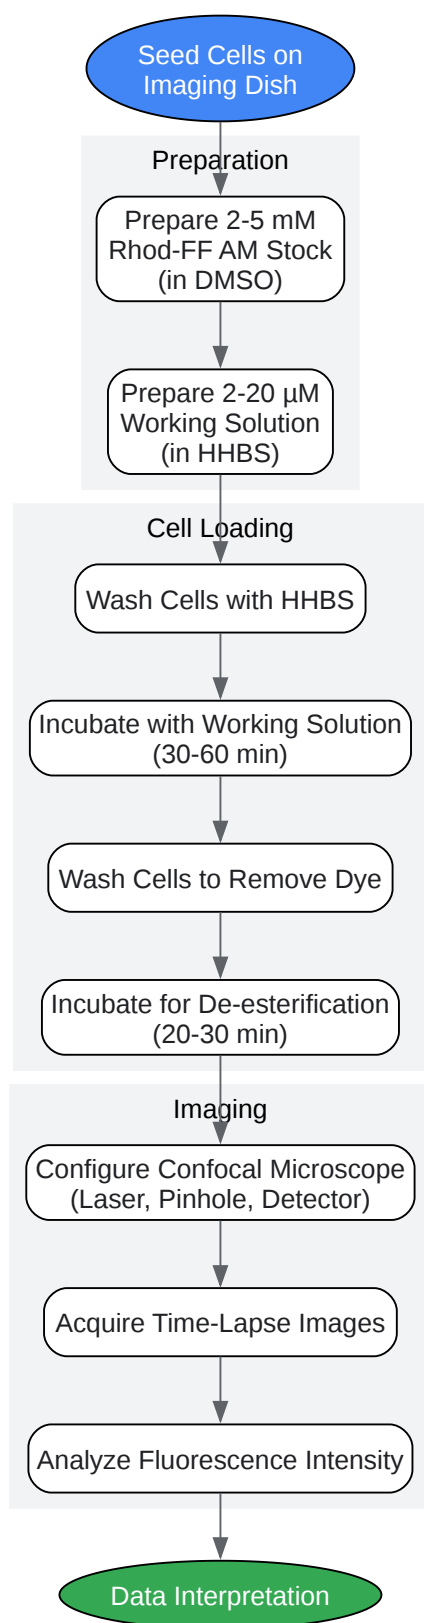 Seed Cells on
Imaging Dish
Preparation
Prepare 2-5 mM
Rhod-FF AM Stock
(in DMSO)
Prepare 2-20 µM
Working Solution
(in HHBS)
Cell Loading
Wash Cells with HHBS
Incubate with Working Solution
(30-60 min)
Wash Cells to Remove Dye
Incubate for De-esterification
(20-30 min)
Imaging
Configure Confocal Microscope
(Laser, Pinhole, Detector)
Acquire Time-Lapse Images
Analyze Fluorescence Intensity
Data Interpretation